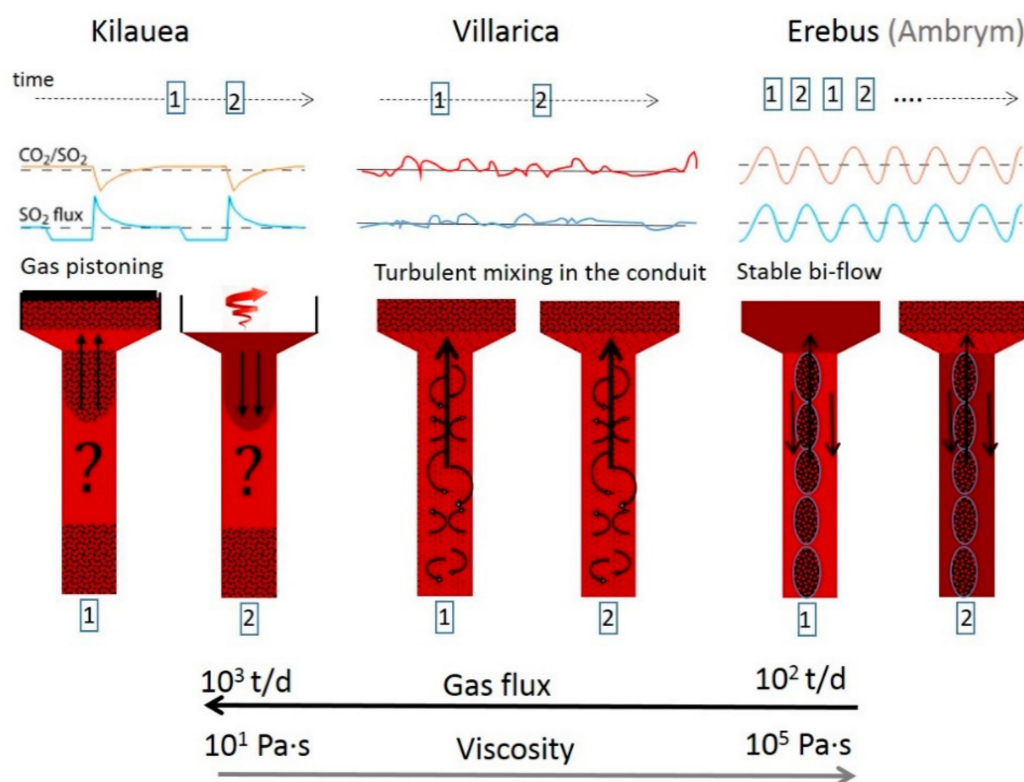 Kilauea Villarica Erebus (Ambrym)
time
1 2 1 2 1 2 1 2 ....
CO₂/SO₂
SO₂ flux
Gas pistoning Turbulent mixing in the conduit Stable bi-flow
? ?
1 2 1 2 1 2
10³ t/d Gas flux 10² t/d
10¹ Pa·s Viscosity 10⁵ Pa·s